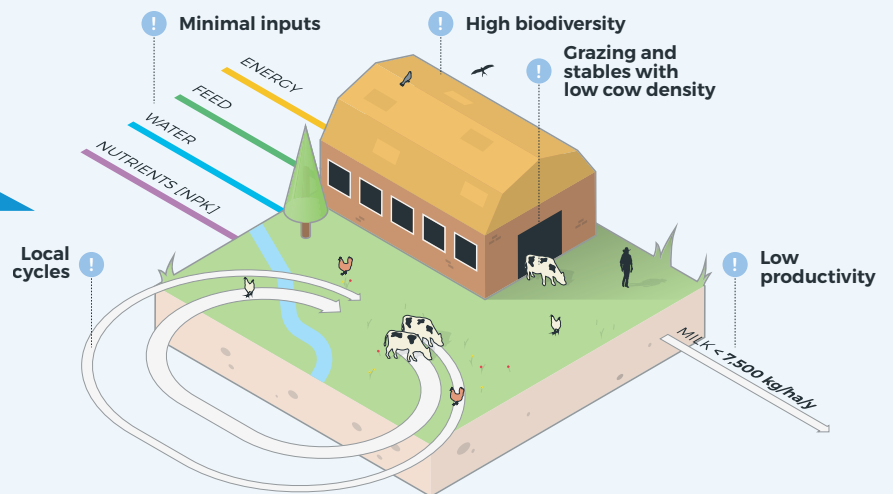 ! Minimal inputs
! High biodiversity
! Grazing and
stables with
low cow density
ENERGY
FEED
WATER
NUTRIENTS [NPK]
Local
cycles !
! Low
productivity
MILK < 7,500 kg/ha/y